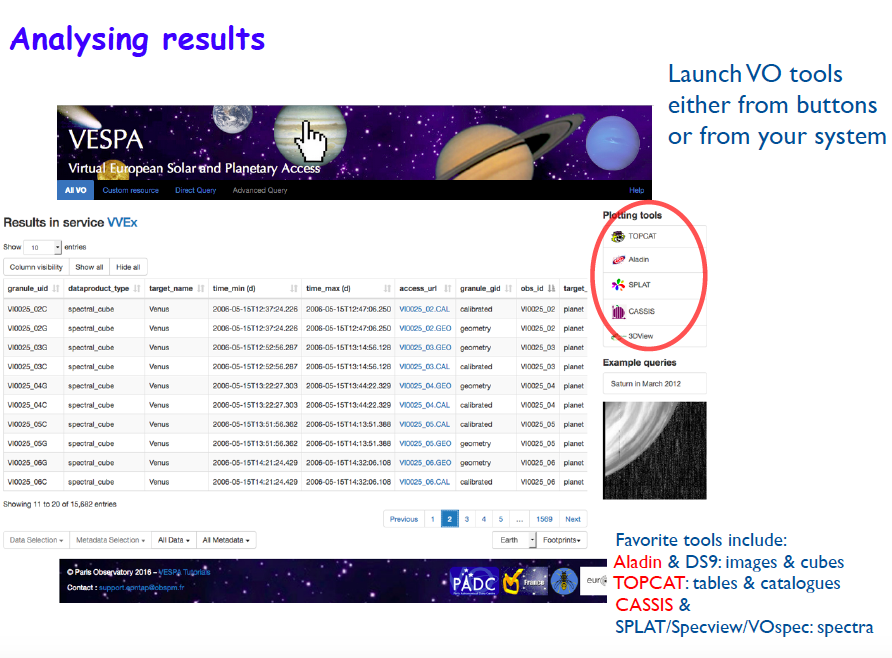 Analysing results
Launch VO tools
either from buttons
or from your system
VESPA
Virtual European Solar and Planetary Access
All VO Custom resource Direct Query Advanced Query Help
Results in service VVEx
Show 10 entries
Column visibility Show all Hide all
granule_uid dataproduct_type target_name time_min (d) time_max (d) access_url granule_gid obs_id target_
VI0025_02C spectral_cube Venus 2006-05-15T12:37:24.226 2006-05-15T12:47:06.250 VI0025_02.CAL calibrated VI0025_02 planet
VI0025_02G spectral_cube Venus 2006-05-15T12:37:24.226 2006-05-15T12:47:06.250 VI0025_02.GEO geometry VI0025_02 planet
VI0025_03G spectral_cube Venus 2006-05-15T12:52:56.287 2006-05-15T13:14:56.128 VI0025_03.GEO geometry VI0025_03 planet
VI0025_03C spectral_cube Venus 2006-05-15T12:52:56.287 2006-05-15T13:14:56.128 VI0025_03.CAL calibrated VI0025_03 planet
VI0025_04G spectral_cube Venus 2006-05-15T13:22:27.303 2006-05-15T13:44:22.329 VI0025_04.GEO geometry VI0025_04 planet
VI0025_04C spectral_cube Venus 2006-05-15T13:22:27.303 2006-05-15T13:44:22.329 VI0025_04.CAL calibrated VI0025_04 planet
VI0025_05C spectral_cube Venus 2006-05-15T13:51:56.362 2006-05-15T14:13:51.388 VI0025_05.CAL calibrated VI0025_05 planet
VI0025_05G spectral_cube Venus 2006-05-15T13:51:56.362 2006-05-15T14:13:51.388 VI0025_05.GEO geometry VI0025_05 planet
VI0025_06G spectral_cube Venus 2006-05-15T14:21:24.429 2006-05-15T14:32:06.108 VI0025_06.GEO geometry VI0025_06 planet
VI0025_06C spectral_cube Venus 2006-05-15T14:21:24.429 2006-05-15T14:32:06.108 VI0025_06.CAL calibrated VI0025_06 planet
Showing 11 to 20 of 15,682 entries
Previous 1 2 3 4 5 ... 1569 Next
Data Selection Metadata Selection All Data All Metadata Earth Footprints
Plotting tools
TOPCAT
Aladin
SPLAT
CASSIS
3DView
Example queries
Saturn in March 2012
© Paris Observatory 2016 – VESPA Tutorials
Contact : support.epntap@obspm.fr
PADC
France
Favorite tools include:
Aladin & DS9: images & cubes
TOPCAT: tables & catalogues
CASSIS &
SPLAT/Specview/VOspec: spectra